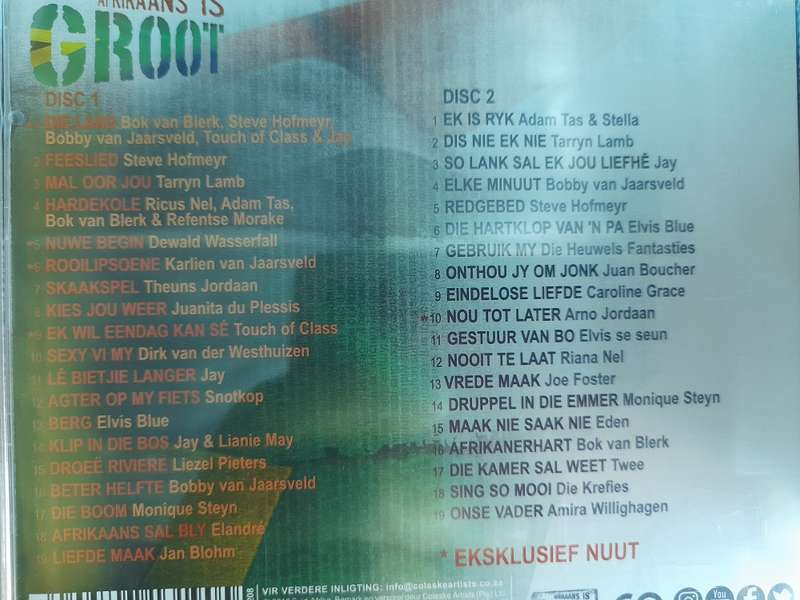 AFRIKAANS IS
GROOT
DISC 1
1 DIE LAND Bok van Blerk, Steve Hofmeyr,
Bobby van Jaarsveld, Touch of Class & Jay
2 FEESLIED Steve Hofmeyr
3 MAL OOR JOU Tarryn Lamb
4 HARDEKOLE Ricus Nel, Adam Tas,
Bok van Blerk & Refentse Morake
*5 NUWE BEGIN Dewald Wasserfall
*6 ROOILIPSOENE Karlien van Jaarsveld
7 SKAAKSPEL Theuns Jordaan
8 KIES JOU WEER Juanita du Plessis
*9 EK WIL EENDAG KAN SÊ Touch of Class
10 SEXY VI MY Dirk van der Westhuizen
11 LÊ BIETJIE LANGER Jay
12 AGTER OP MY FIETS Snotkop
13 BERG Elvis Blue
14 KLIP IN DIE BOS Jay & Lianie May
15 DROEË RIVIERE Liezel Pieters
16 BETER HELFTE Bobby van Jaarsveld
17 DIE BOOM Monique Steyn
18 AFRIKAANS SAL BLY Elandré
19 LIEFDE MAAK Jan Blohm
DISC 2
1 EK IS RYK Adam Tas & Stella
2 DIS NIE EK NIE Tarryn Lamb
3 SO LANK SAL EK JOU LIEFHÊ Jay
4 ELKE MINUUT Bobby van Jaarsveld
5 REDGEBED Steve Hofmeyr
6 DIE HARTKLOP VAN 'N PA Elvis Blue
7 GEBRUIK MY Die Heuwels Fantasties
8 ONTHOU JY OM JONK Juan Boucher
9 EINDELOSE LIEFDE Caroline Grace
*10 NOU TOT LATER Arno Jordaan
11 GESTUUR VAN BO Elvis se seun
12 NOOIT TE LAAT Riana Nel
13 VREDE MAAK Joe Foster
14 DRUPPEL IN DIE EMMER Monique Steyn
15 MAAK NIE SAAK NIE Eden
16 AFRIKANERHART Bok van Blerk
17 DIE KAMER SAL WEET Twee
18 SING SO MOOI Die Krefies
19 ONSE VADER Amira Willighagen
* EKSKLUSIEF NUUT
VIR VERDERE INLIGTING: info@colaskeartists.co.za
AFRIKAANS IS
You